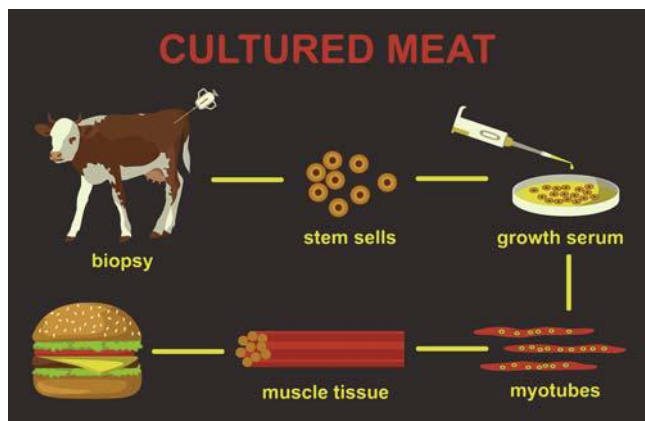 CULTURED MEAT
biopsy
stem sells
growth serum
muscle tissue
myotubes